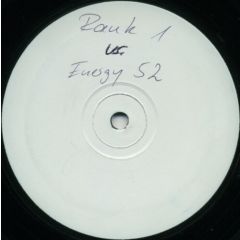 Rank 1
vs.
Energy 52